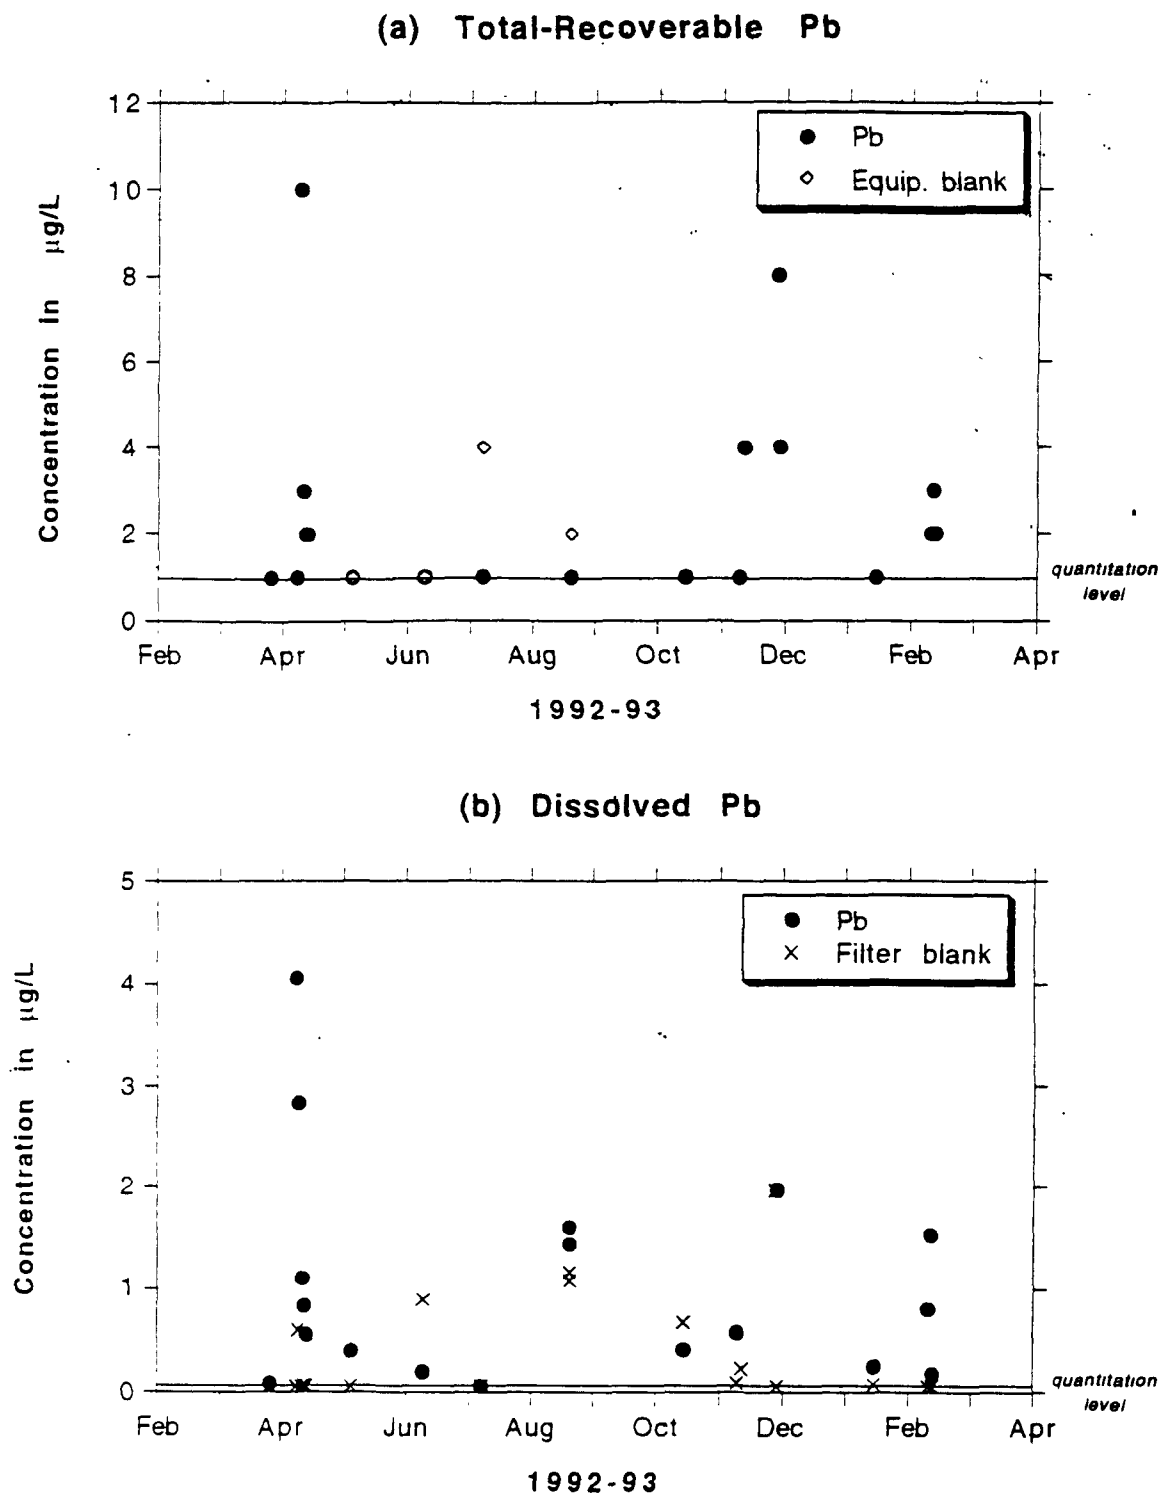 (a) Total-Recoverable Pb
Concentration in µg/L
12
10
8
6
4
2
0
Pb
Equip. blank
quantitation
level
Feb Apr Jun Aug Oct Dec Feb Apr
1992-93
(b) Dissolved Pb
Concentration in µg/L
5
4
3
2
1
0
Pb
Filter blank
quantitation
level
Feb Apr Jun Aug Oct Dec Feb Apr
1992-93